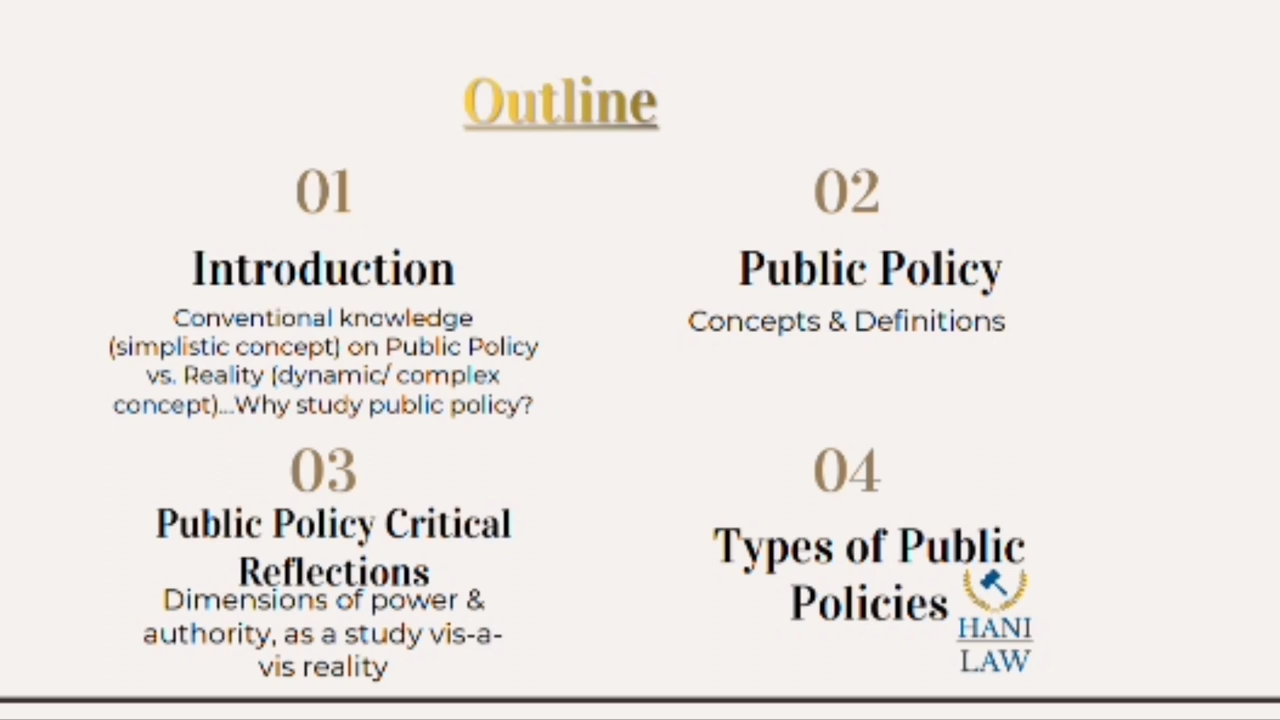 Outline
01
Introduction
Conventional knowledge
(simplistic concept) on Public Policy
vs. Reality (dynamic/ complex
concept)...Why study public policy?
02
Public Policy
Concepts & Definitions
03
Public Policy Critical
Reflections
Dimensions of power &
authority, as a study vis-a-
vis reality
04
Types of Public
Policies
HANI
LAW